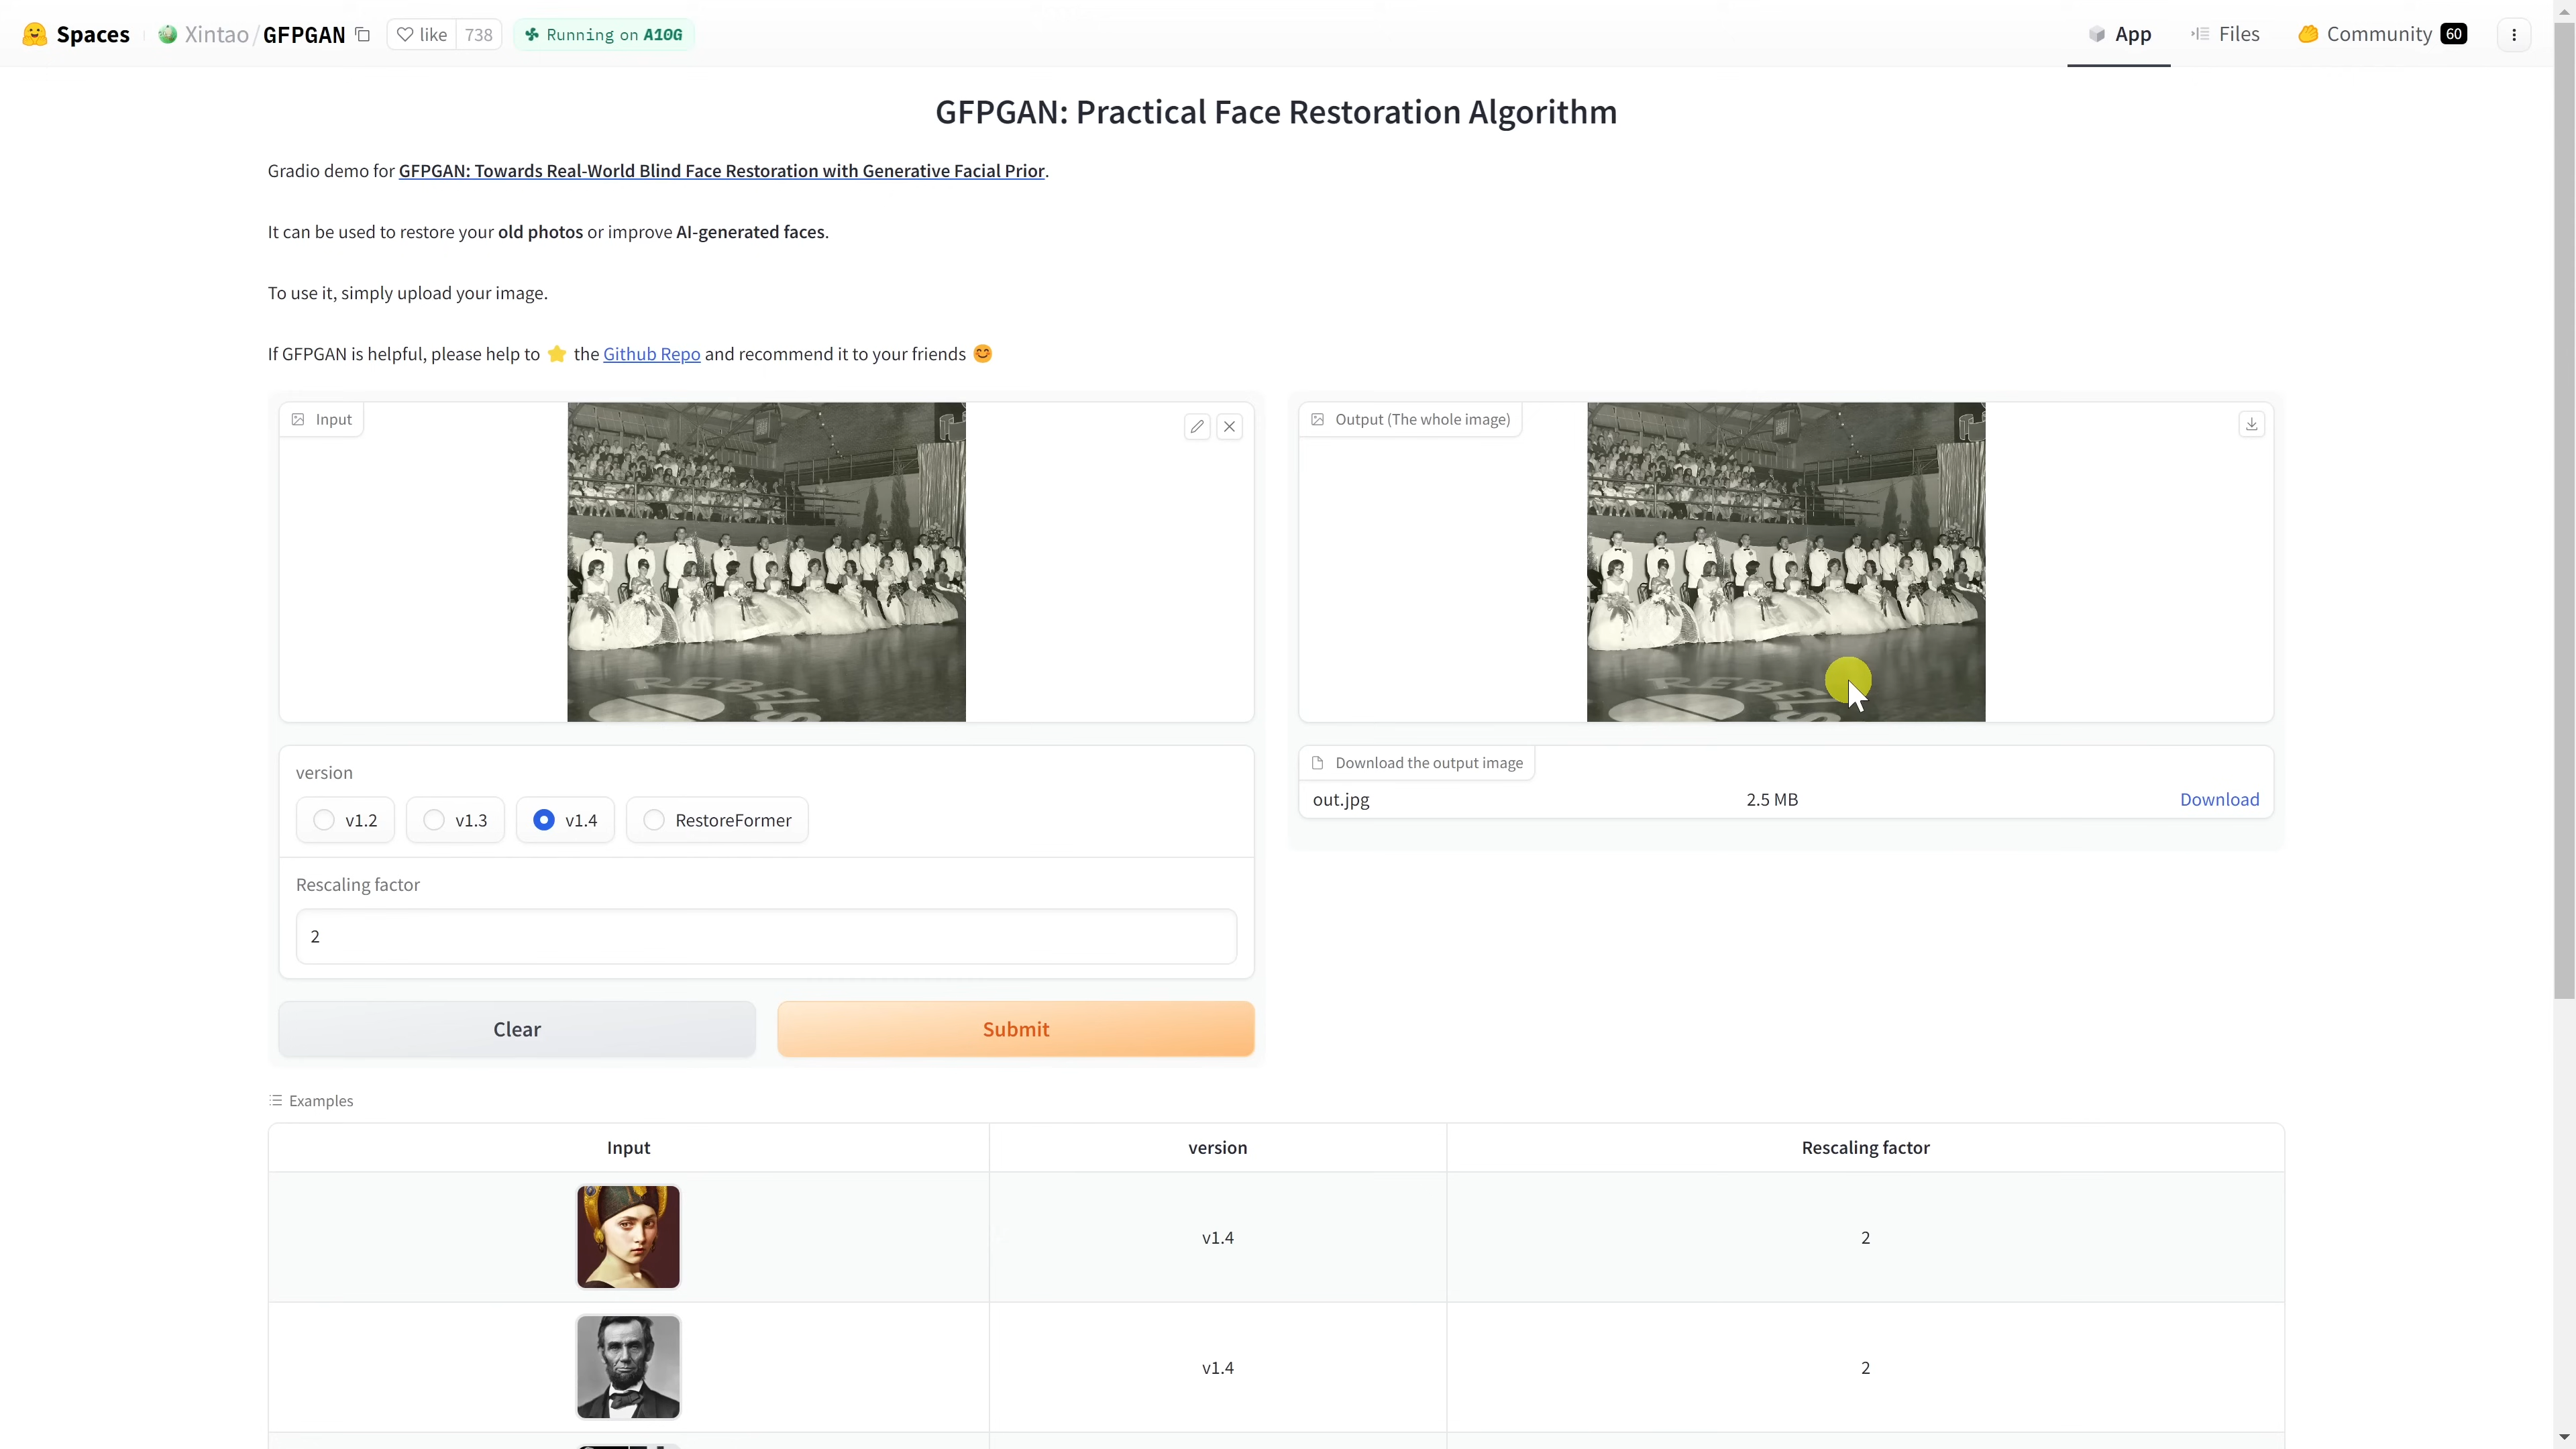 Spaces Xintao/GFPGAN like 738 Running on A10G App Files Community 60
GFPGAN: Practical Face Restoration Algorithm
Gradio demo for GFPGAN: Towards Real-World Blind Face Restoration with Generative Facial Prior.
It can be used to restore your old photos or improve AI-generated faces.
To use it, simply upload your image.
If GFPGAN is helpful, please help to ⭐ the Github Repo and recommend it to your friends 😊
Input
REBELS
Output (The whole image)
REBELS
version
v1.2 v1.3 v1.4 RestoreFormer
Rescaling factor
2
Clear Submit
Download the output image
out.jpg 2.5 MB Download
Examples
Input version Rescaling factor
v1.4 2
v1.4 2